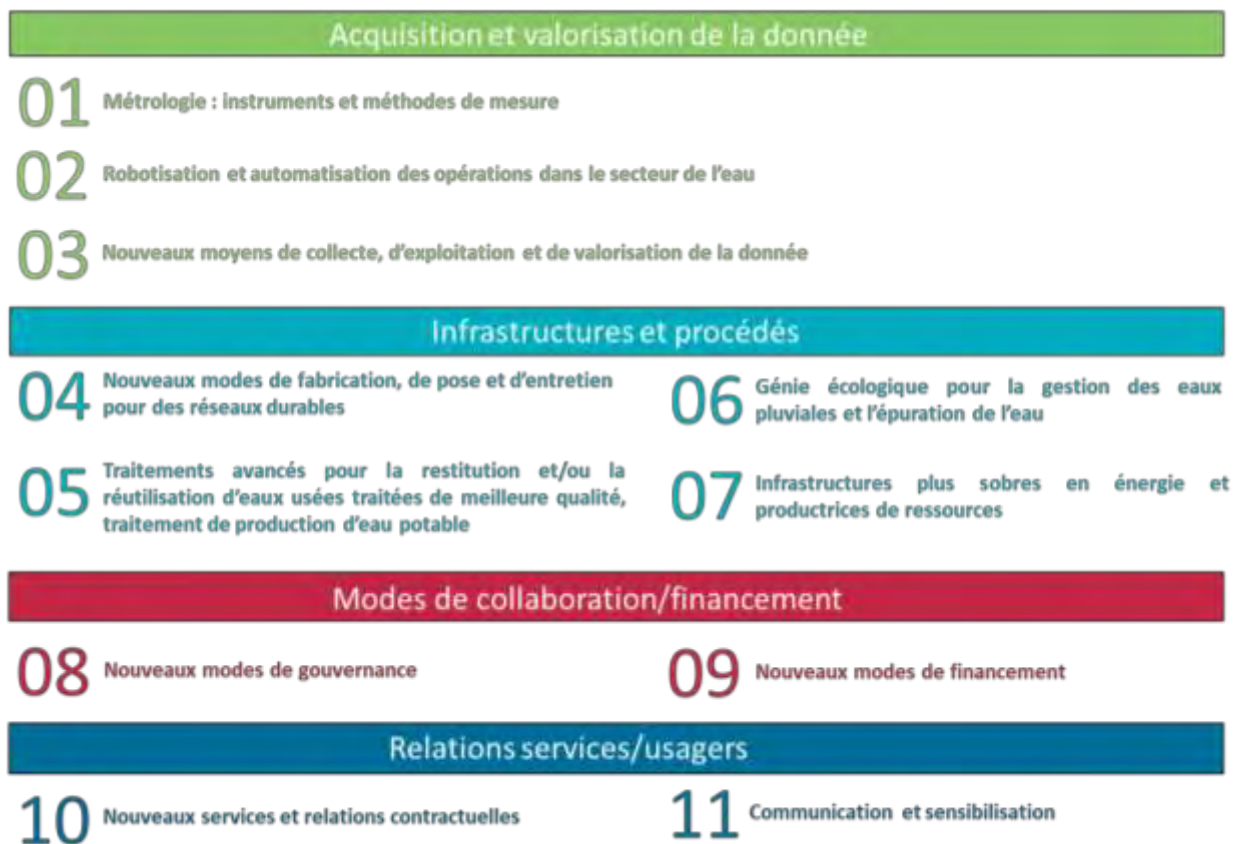 Acquisition et valorisation de la donnée
01 Métrologie : instruments et méthodes de mesure
02 Robotisation et automatisation des opérations dans le secteur de l'eau
03 Nouveaux moyens de collecte, d'exploitation et de valorisation de la donnée
Infrastructures et procédés
04 Nouveaux modes de fabrication, de pose et d'entretien
pour des réseaux durables
05 Traitements avancés pour la restitution et/ou la
réutilisation d'eaux usées traitées de meilleure qualité,
traitement de production d'eau potable
06 Génie écologique pour la gestion des eaux
pluviales et l'épuration de l'eau
07 Infrastructures plus sobres en énergie et
productrices de ressources
Modes de collaboration/financement
08 Nouveaux modes de gouvernance
09 Nouveaux modes de financement
Relations services/usagers
10 Nouveaux services et relations contractuelles
11 Communication et sensibilisation